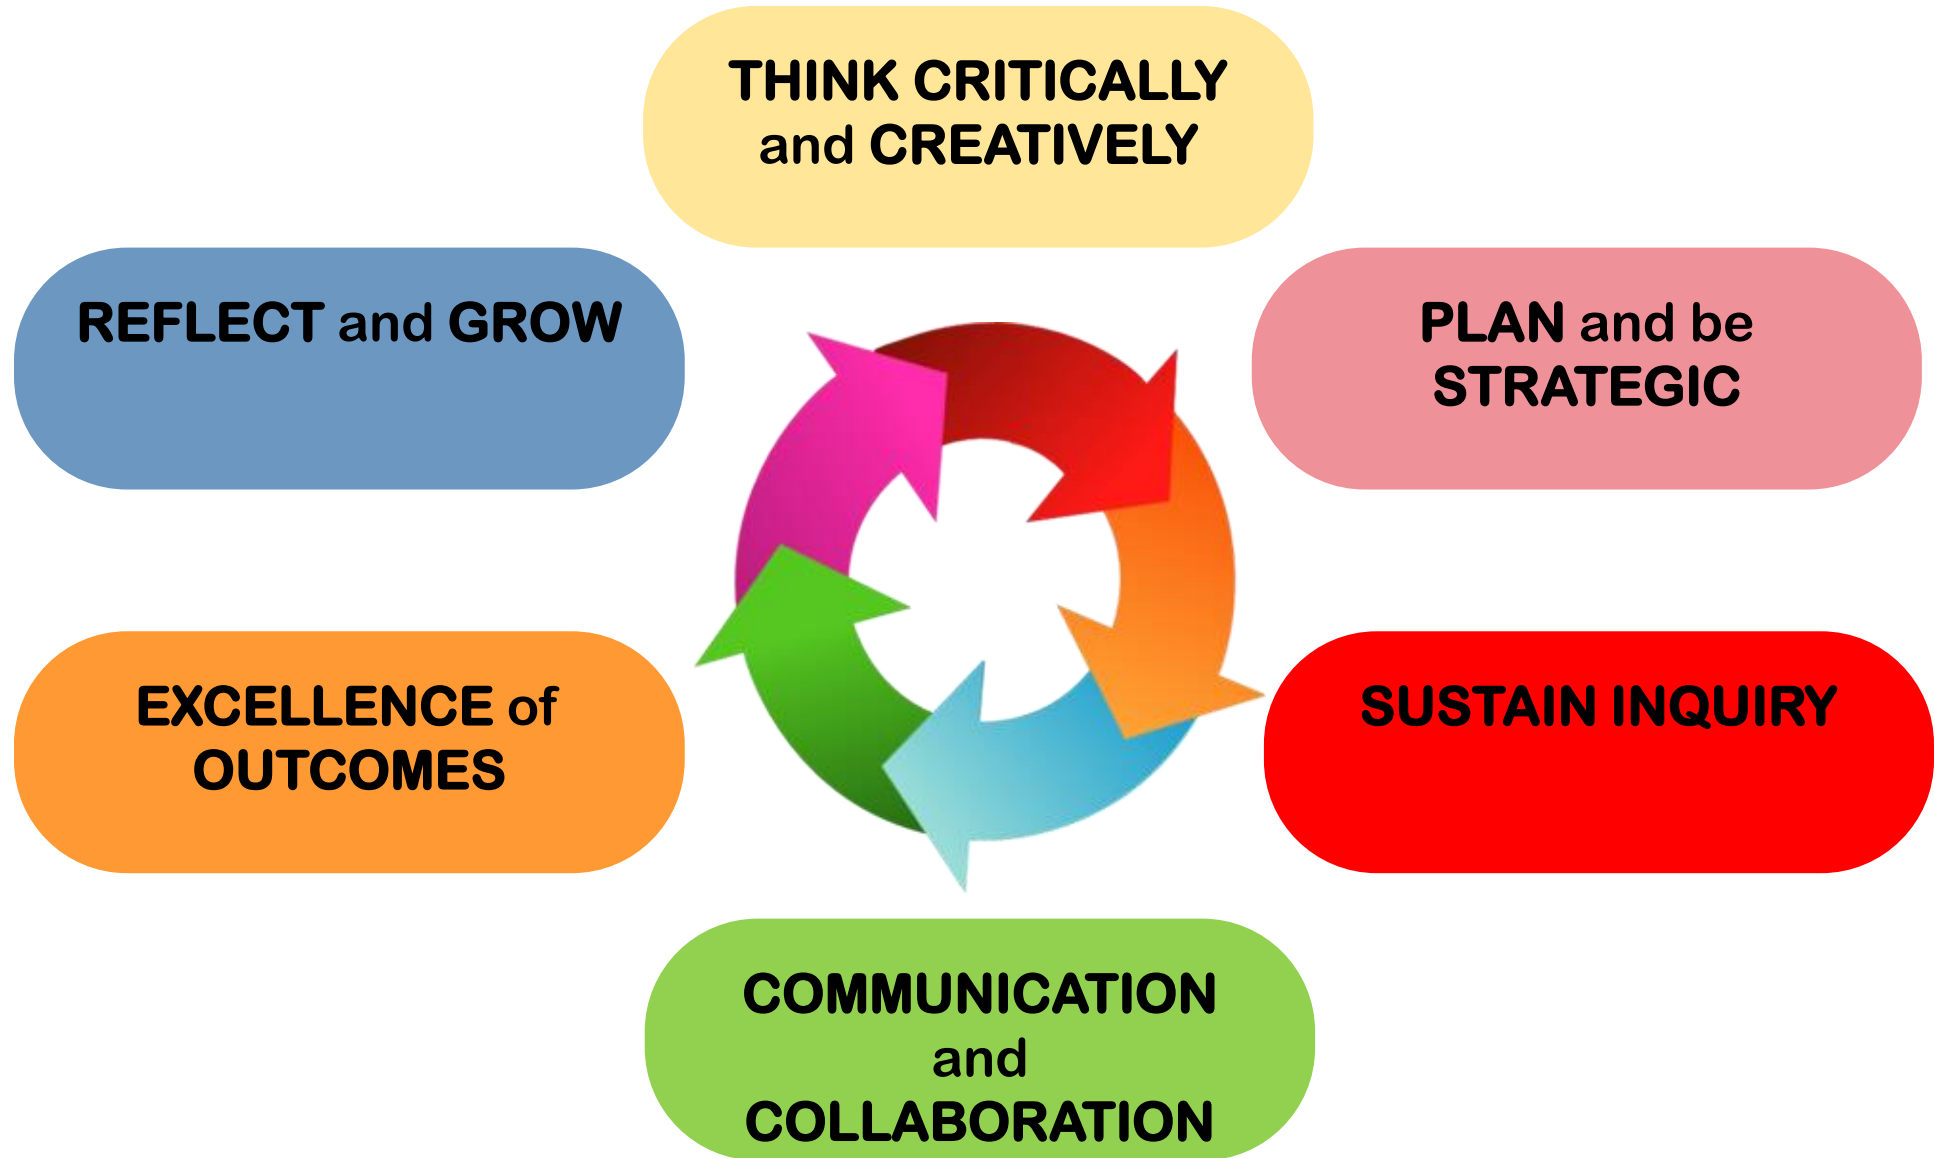 THINK CRITICALLY
and CREATIVELY
REFLECT and GROW
PLAN and be
STRATEGIC
EXCELLENCE of
OUTCOMES
SUSTAIN INQUIRY
COMMUNICATION
and
COLLABORATION